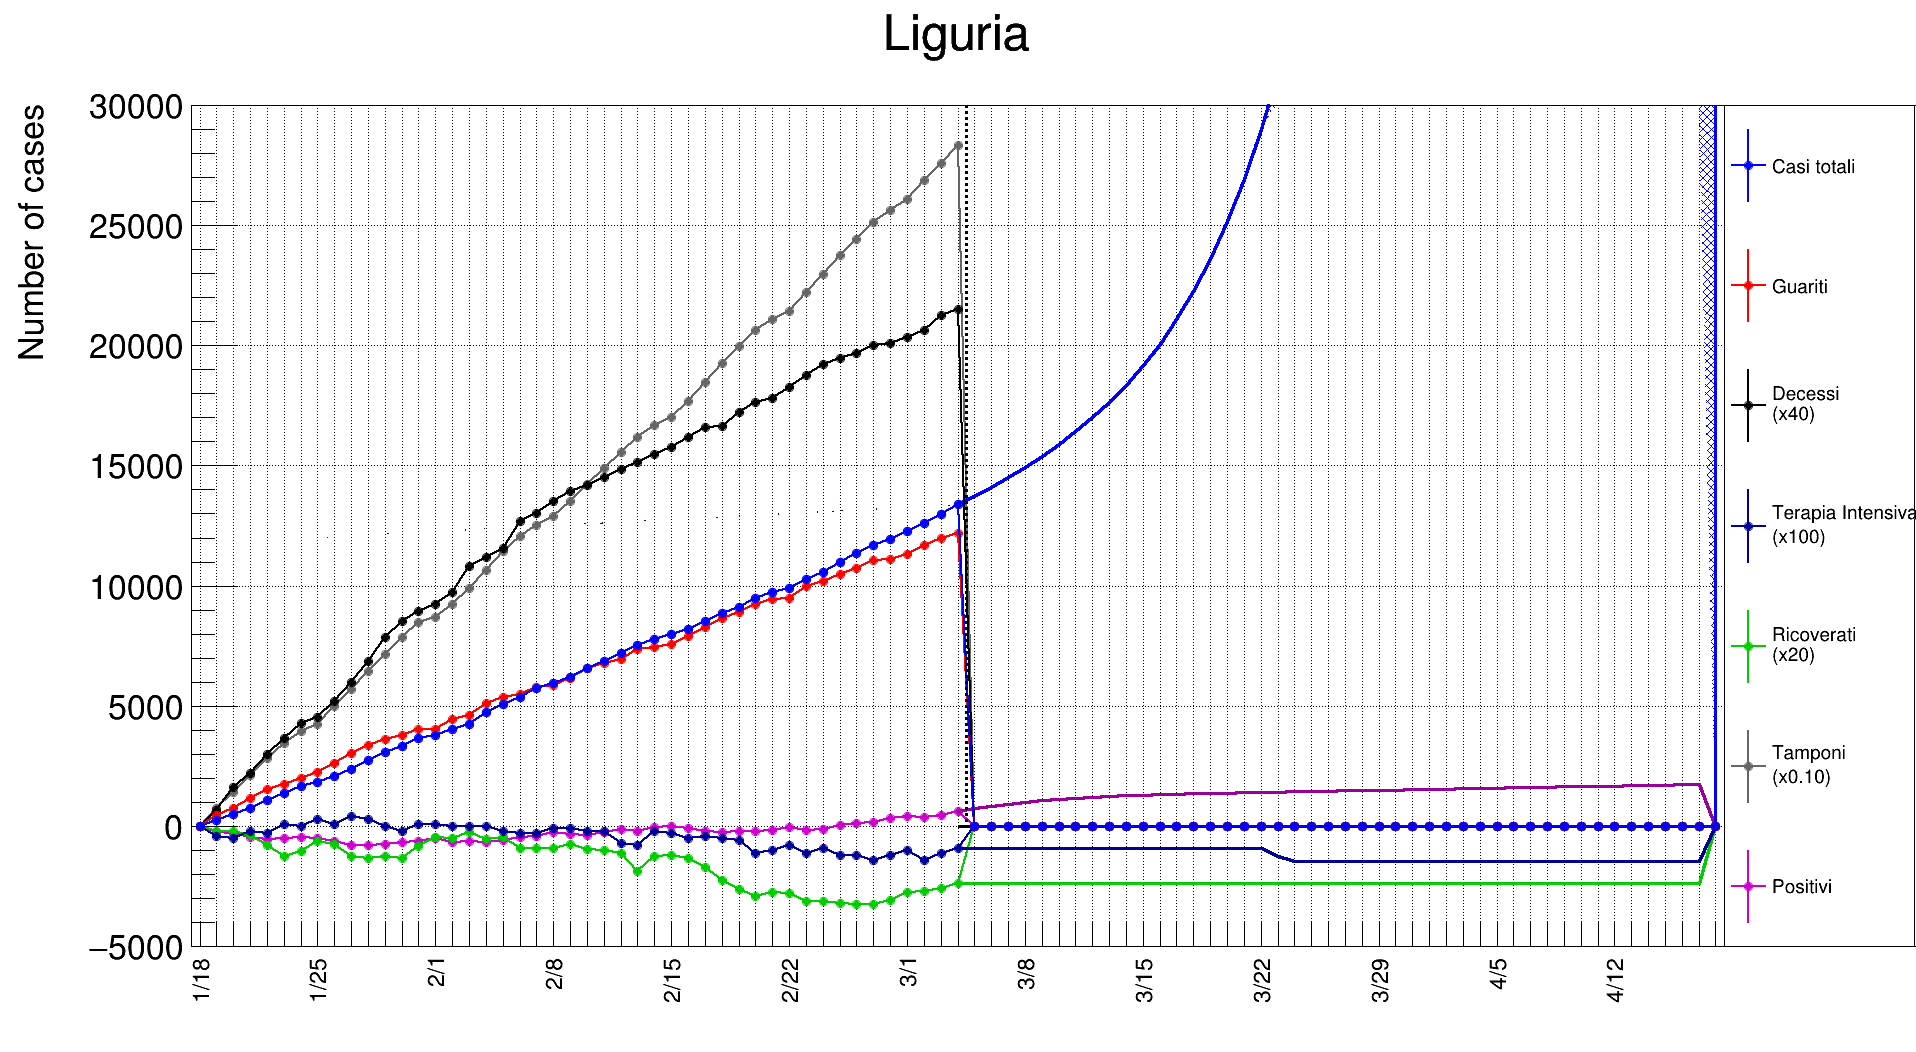 Liguria
Number of cases
30000
25000
20000
15000
10000
5000
0
−5000
1/18
1/25
2/1
2/8
2/15
2/22
3/1
3/8
3/15
3/22
3/29
4/5
4/12
Casi totali
Guariti
Decessi
(x40)
Terapia Intensiva
(x100)
Ricoverati
(x20)
Tamponi
(x0.10)
Positivi